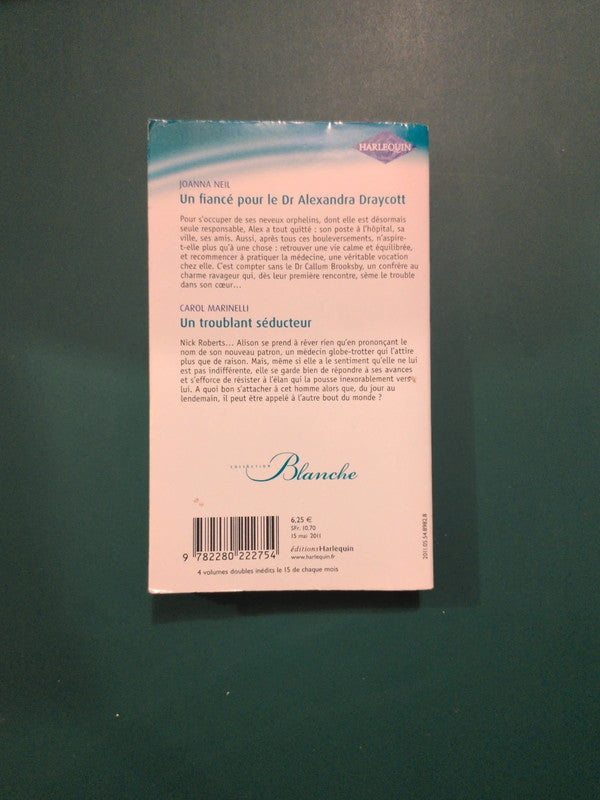 HARLEQUIN
JOANNA NEIL
Un fiancé pour le Dr Alexandra Draycott
Pour s'occuper de ses neveux orphelins, dont elle est désormais
seule responsable, Alex a tout quitté : son poste à l'hôpital, sa
ville, ses amis. Aussi, après tous ces bouleversements, n'aspire-
t-elle plus qu'à une chose : retrouver une vie calme et équilibrée,
et recommencer à pratiquer la médecine, une véritable vocation
chez elle. C'est compter sans le Dr Callum Brooksby, un confrère au
charme ravageur qui, dès leur première rencontre, sème le trouble
dans son cœur...
CAROL MARINELLI
Un troublant séducteur
Nick Roberts... Alison se prend à rêver rien qu'en prononçant le
nom de son nouveau patron, un médecin globe-trotter qui l'attire
plus que de raison. Mais, même si elle a le sentiment qu'elle ne lui
est pas indifférente, elle se garde bien de répondre à ses avances
et s'efforce de résister à l'élan qui la pousse inexorablement vers
lui. A quoi bon s'attacher à cet homme alors que, du jour au
lendemain, il peut être appelé à l'autre bout du monde ?
COLLECTION
Blanche
6,25 €
SFr. 10,70
15 mai 2011
éditions Harlequin
www.harlequin.fr
9 782280 222754
4 volumes doubles inédits le 15 de chaque mois
2011.05.54.8982.8